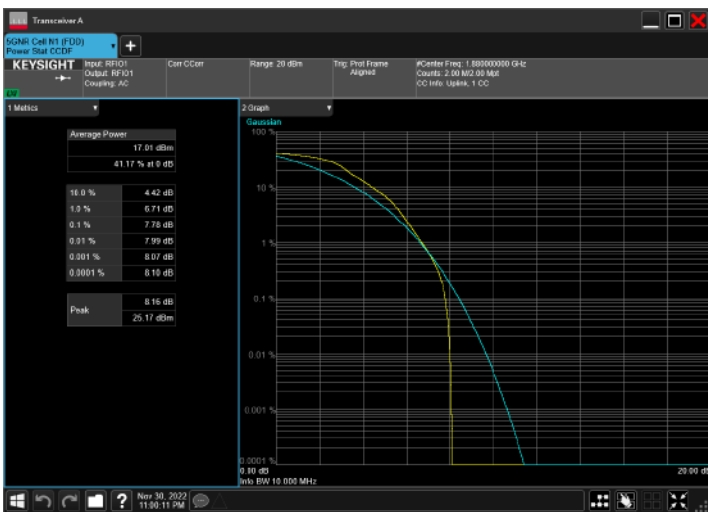 Transceiver A
5GNR Cell N1 (FDD)
Power Stat CCDF
+
KEYSIGHT
Input: RFIO1
Output: RFIO1
Coupling: AC
Corr CCorr
Range: 20 dBm
Trig: Prot Frame
Aligned
#Center Freq: 1.880000000 GHz
Counts: 2.00 M/2.00 Mpt
CC Info: Uplink, 1 CC
1 Metrics
2 Graph
Average Power
17.01 dBm
41.17 % at 0 dB
10.0 % 4.42 dB
1.0 % 6.71 dB
0.1 % 7.78 dB
0.01 % 7.99 dB
0.001 % 8.07 dB
0.0001 % 8.10 dB
Peak 8.16 dB
25.17 dBm
Gaussian
100 %
10 %
1 %
0.1 %
0.01 %
0.001 %
0.0001 %
0.00 dB
20.00 dB
Info BW 10.000 MHz
?
Nov 30, 2022
11:00:11 PM